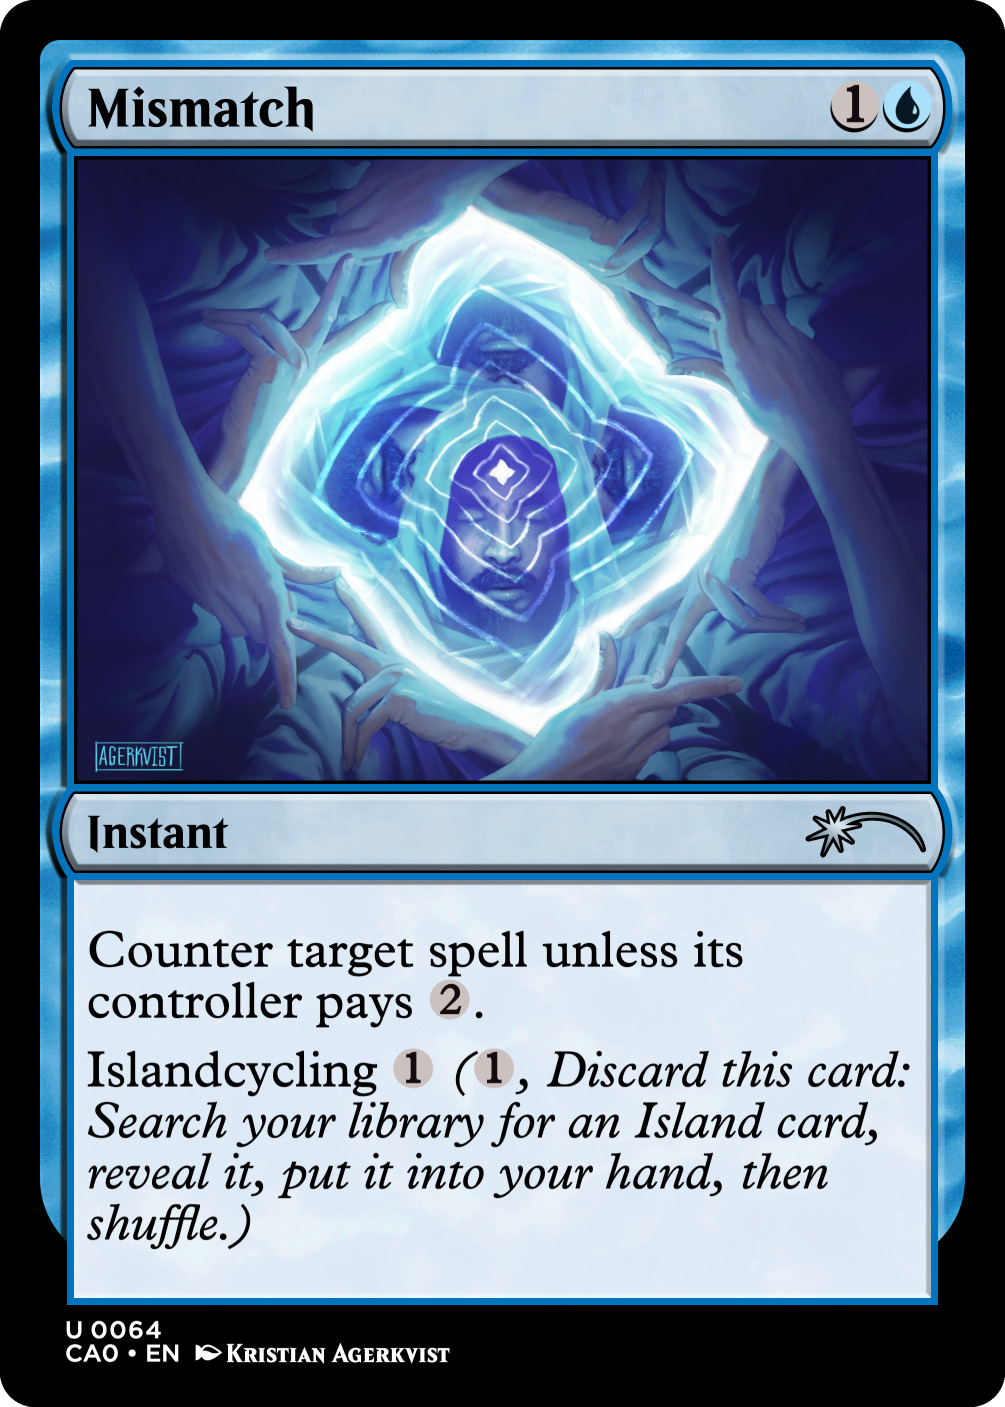 Mismatch
1
AGERKVIST
Instant
Counter target spell unless its
controller pays 2.
Islandcycling 1 (1, Discard this card:
Search your library for an Island card,
reveal it, put it into your hand, then
shuffle.)
U 0064
CAO • EN Kristian Agerkvist